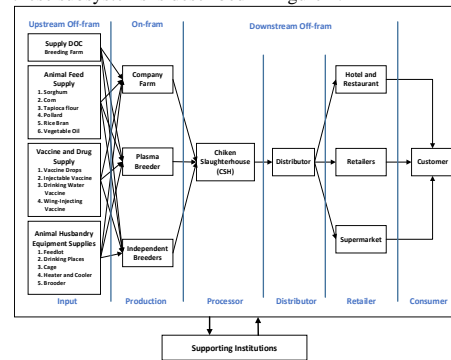 Upstream Off-fram
On-fram
Downstream Off-fram
Supply DOC
Breeding Farm
Animal Feed
Supply
1. Sorghum
2. Corn
3. Tapioca flour
4. Pollard
5. Rice Bran
6. Vegetable Oil
Vaccine and Drug
Supply
1. Vaccine Drops
2. Injectable Vaccine
3. Drinking Water
Vaccine
4. Wing-Injecting
Vaccine
Animal Husbandry
Equipment Supplies
1. Feedlot
2. Drinking Places
3. Cage
4. Heater and Cooler
5. Brooder
Company
Farm
Plasma
Breeder
Independent
Breeders
Chiken
Slaughterhouse
(CSH)
Distributor
Hotel and
Restaurant
Retailers
Supermarket
Customer
Input
Production
Processor
Distributor
Retailer
Consumer
Supporting Institutions